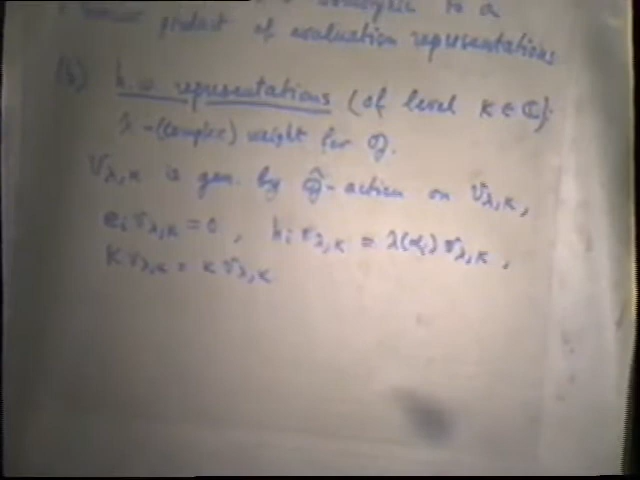 to a
product of evaluation representations
(b) h.w representations (of level κ ∈ ℂ):
λ-(complex) weight for 𝔤.
V_{λ,κ} is gen. by 𝔤̂-action on v_{λ,κ},
e_i v_{λ,κ} = 0, h_i v_{λ,κ} = λ(α_i) v_{λ,κ},
K v_{λ,κ} = κ v_{λ,κ}